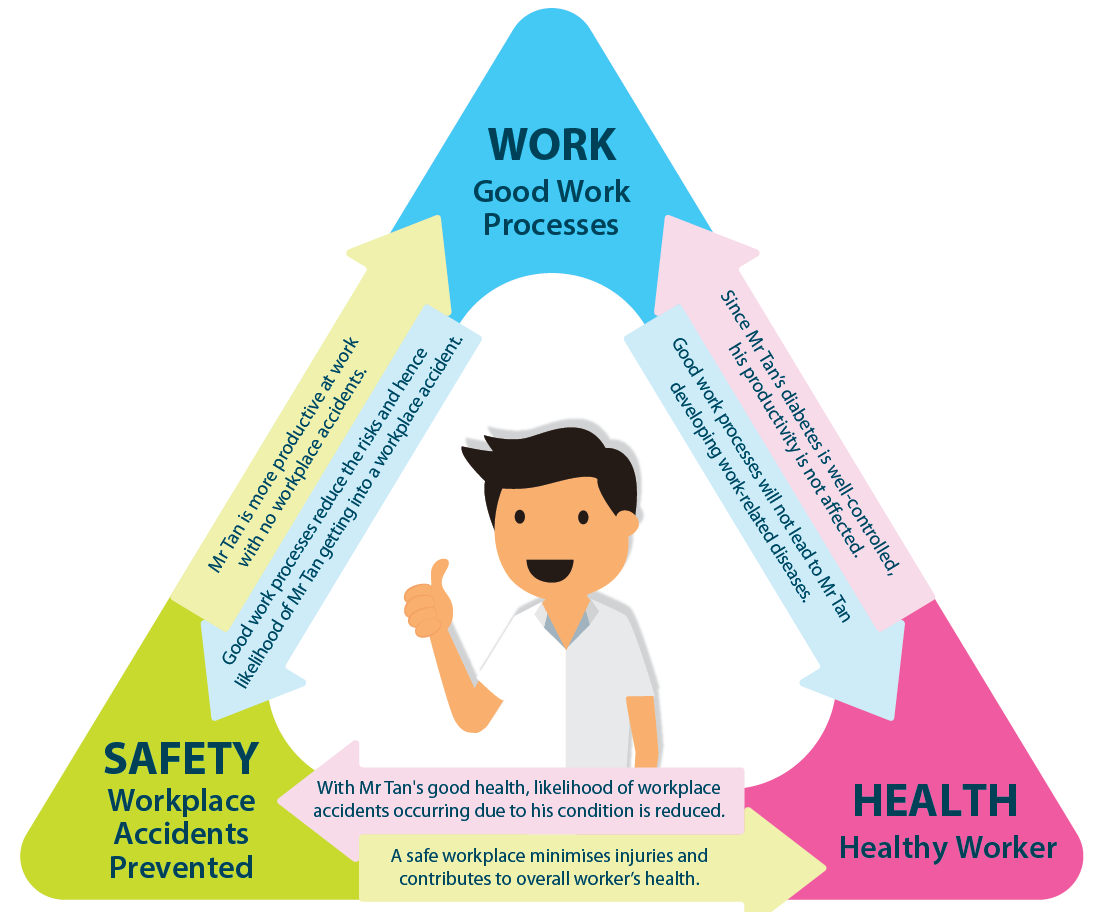 WORK
Good Work
Processes
Mr Tan is more productive at work
with no workplace accidents.
Good work processes reduce the risks and hence
likelihood of Mr Tan getting into a workplace accident.
Since Mr Tan's diabetes is well-controlled,
his productivity is not affected.
Good work processes will not lead to Mr Tan
developing work-related diseases.
SAFETY
Workplace
Accidents
Prevented
With Mr Tan's good health, likelihood of workplace
accidents occurring due to his condition is reduced.
A safe workplace minimises injuries and
contributes to overall worker’s health.
HEALTH
Healthy Worker